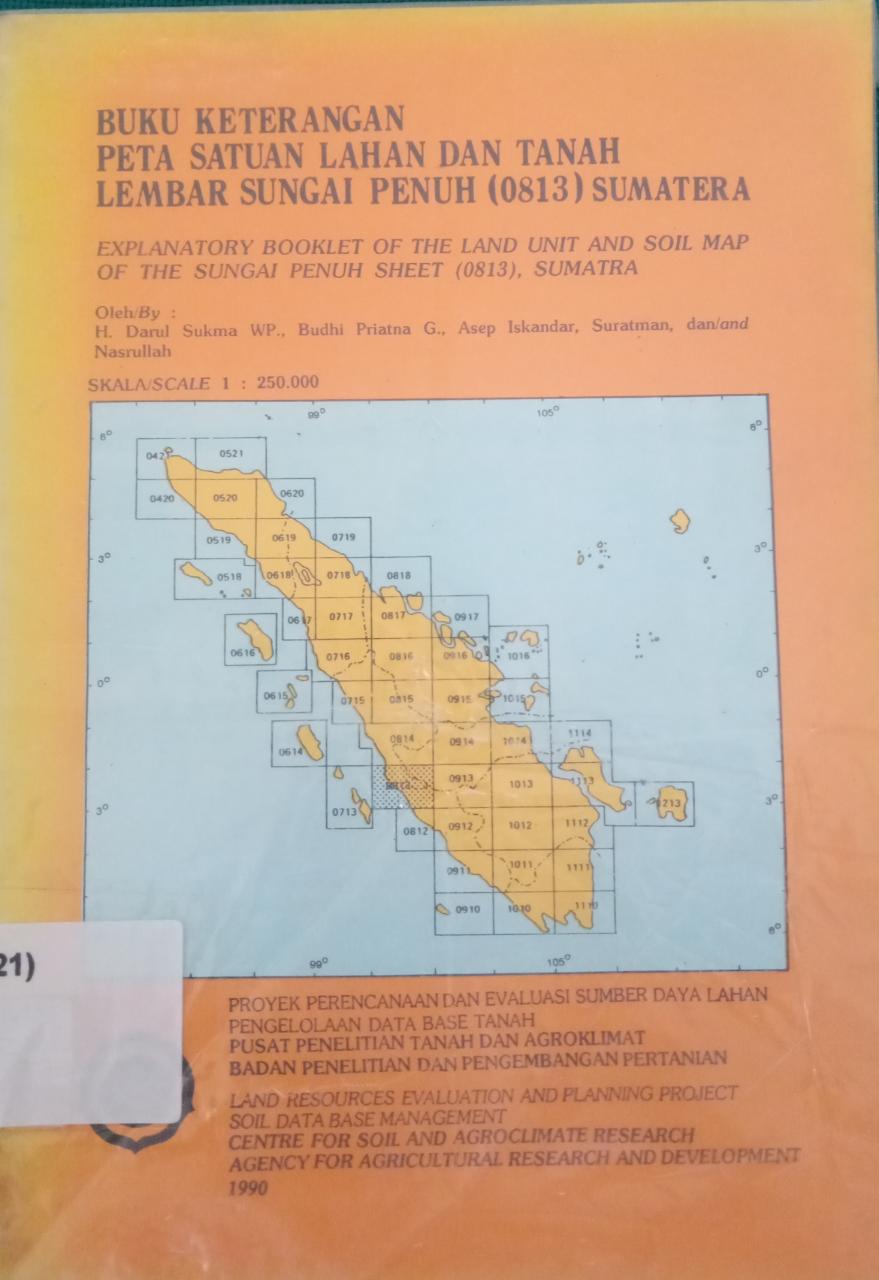 BUKU KETERANGAN
PETA SATUAN LAHAN DAN TANAH
LEMBAR SUNGAI PENUH (0813) SUMATERA
EXPLANATORY BOOKLET OF THE LAND UNIT AND SOIL MAP
OF THE SUNGAI PENUH SHEET (0813), SUMATRA
Oleh/By :
H. Darul Sukma WP., Budhi Priatna G., Asep Iskandar, Suratman, dan/and
Nasrullah
SKALA/SCALE 1 : 250.000
99° 105°
6° 6°
0421 0521
0420 0520 0620
0519 0619 0719
3° 3°
0518 0618 0718 0818
0617 0717 0817 0917
0616 0716 0816 0916 1016
0° 0°
0615 0715 0815 0915 1015
0614 0814 0914 1014 1114
0913 1013 1113 1213
3° 3°
0713 0812 0912 1012 1112
0911 1011 1111
0910 1010 1110
6°
99° 105°
21)
PROYEK PERENCANAAN DAN EVALUASI SUMBER DAYA LAHAN
PENGELOLAAN DATA BASE TANAH
PUSAT PENELITIAN TANAH DAN AGROKLIMAT
BADAN PENELITIAN DAN PENGEMBANGAN PERTANIAN
LAND RESOURCES EVALUATION AND PLANNING PROJECT
SOIL DATA BASE MANAGEMENT
CENTRE FOR SOIL AND AGROCLIMATE RESEARCH
AGENCY FOR AGRICULTURAL RESEARCH AND DEVELOPMENT
1990